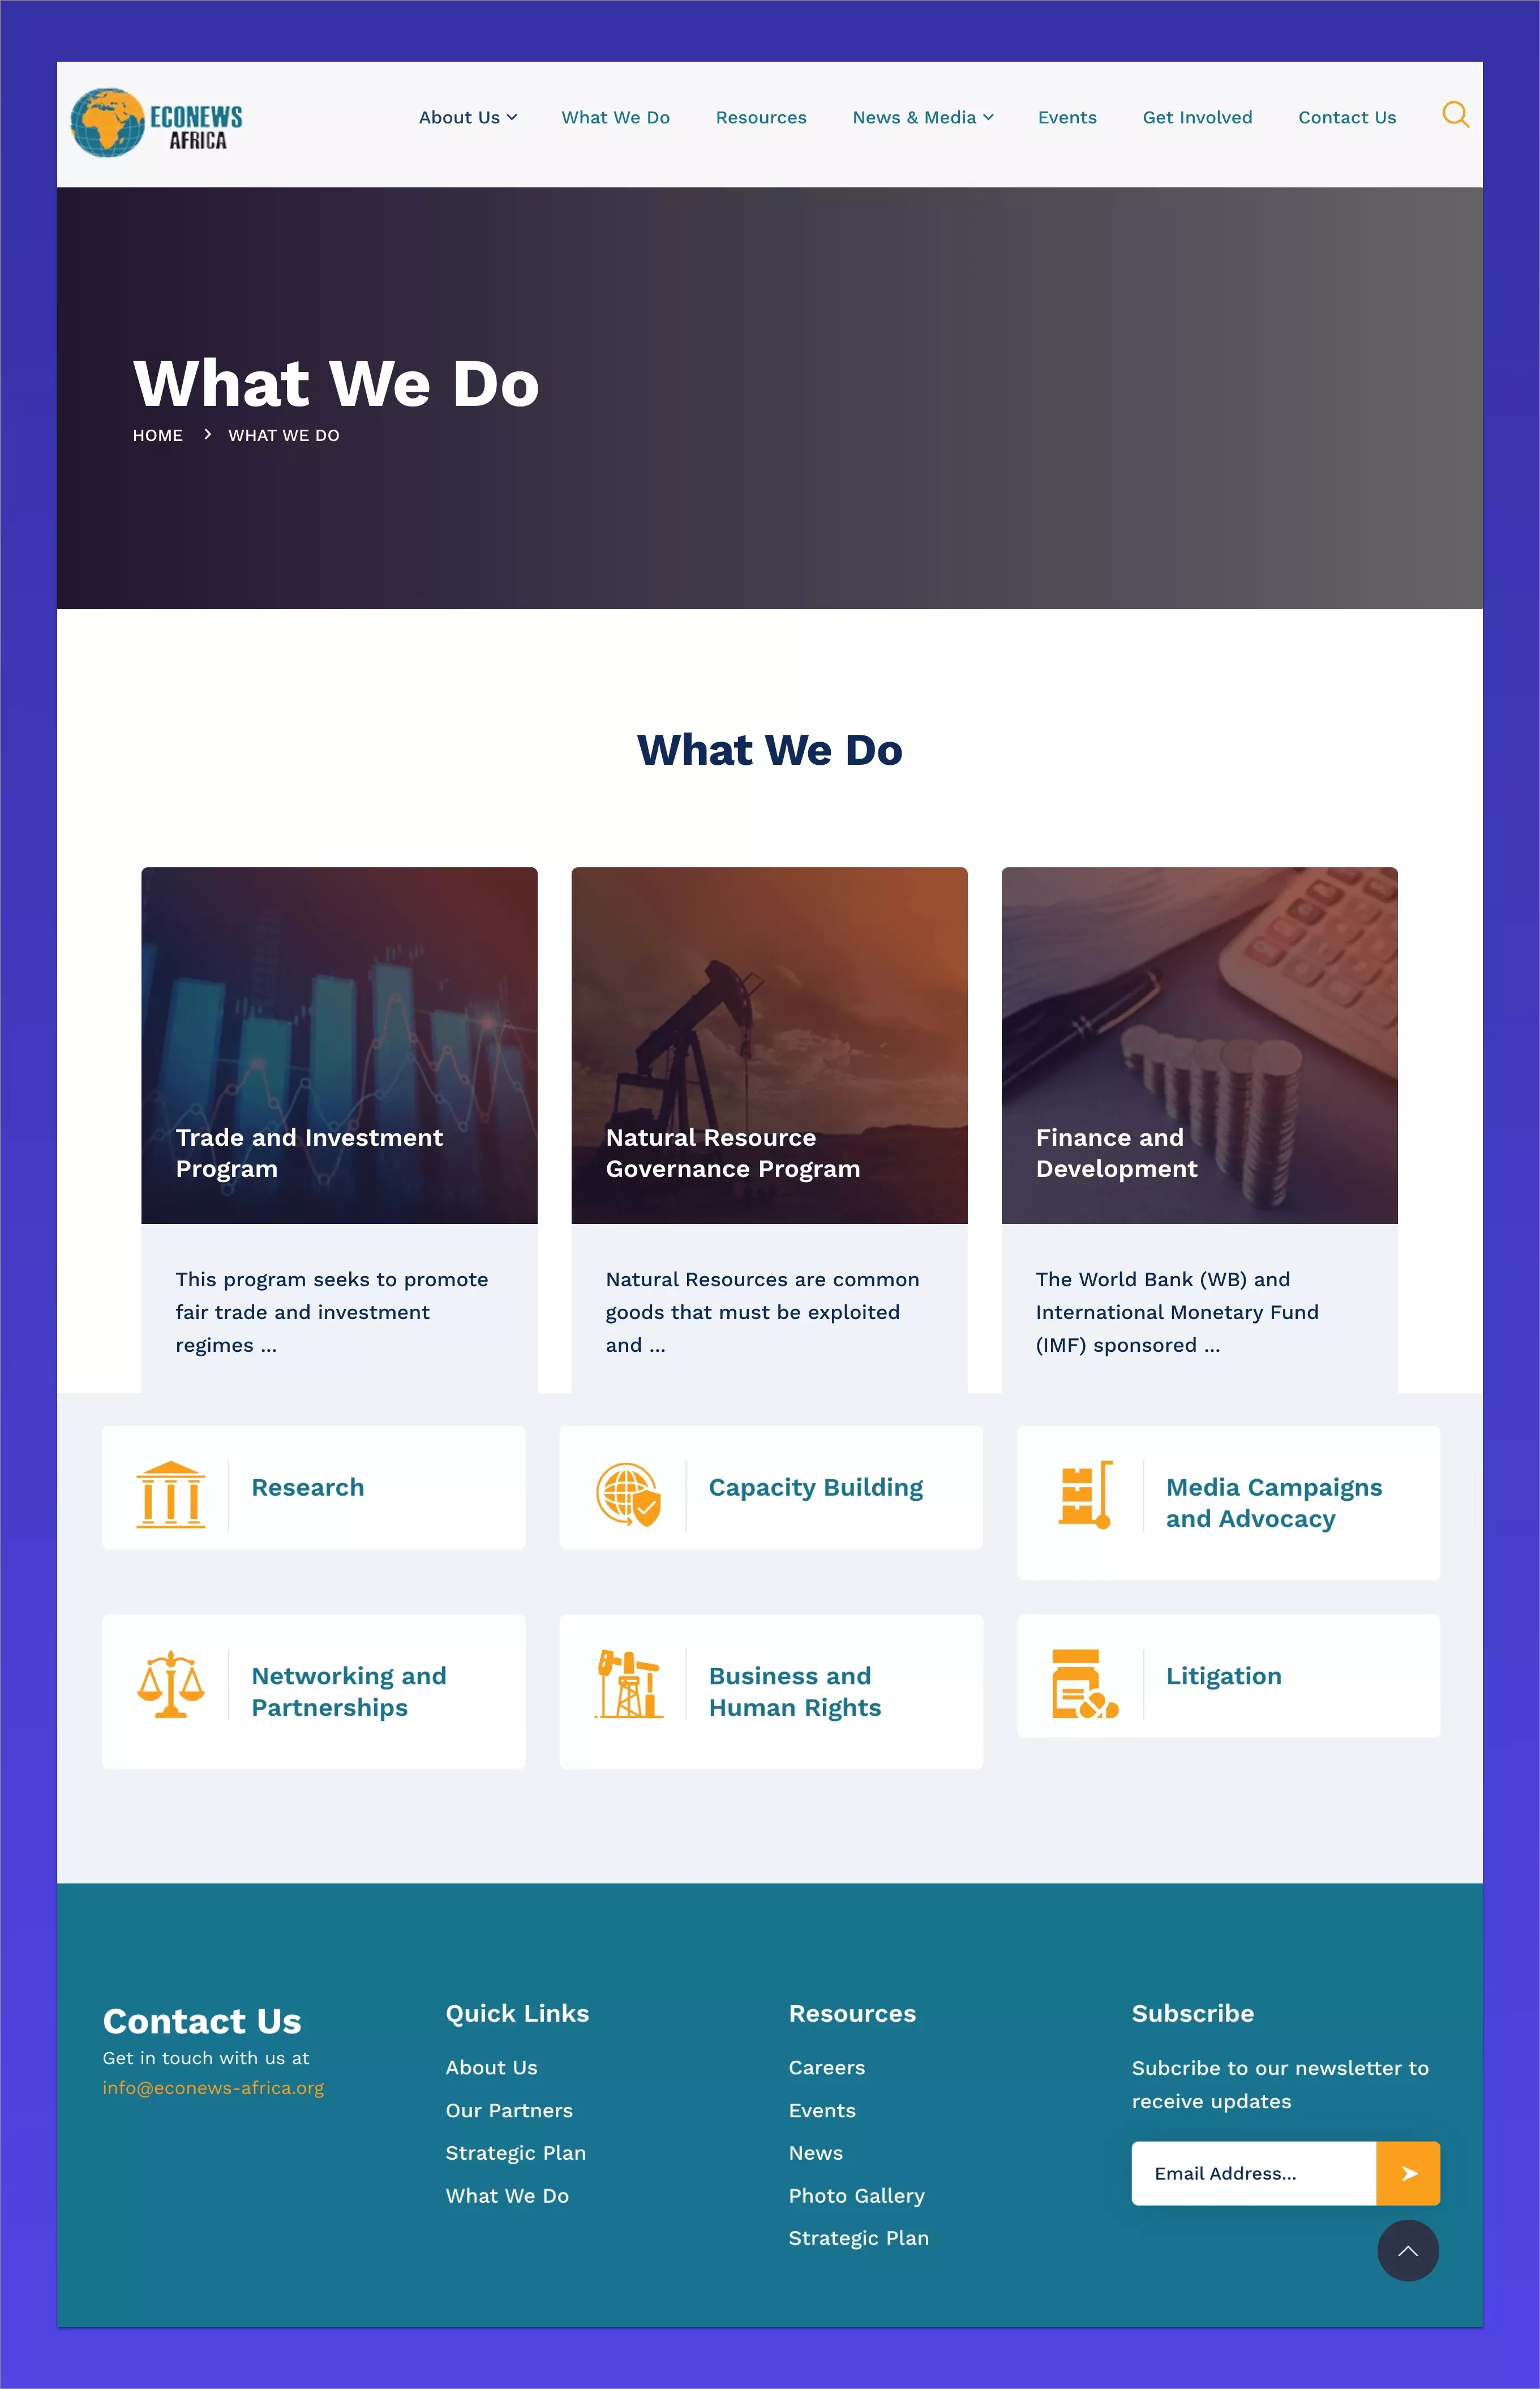 ECONEWS
AFRICA
About Us
What We Do
Resources
News & Media
Events
Get Involved
Contact Us
What We Do
HOME > WHAT WE DO
What We Do
Trade and Investment
Program
This program seeks to promote
fair trade and investment
regimes ...
Natural Resource
Governance Program
Natural Resources are common
goods that must be exploited
and ...
Finance and
Development
The World Bank (WB) and
International Monetary Fund
(IMF) sponsored ...
Research
Capacity Building
Media Campaigns
and Advocacy
Networking and
Partnerships
Business and
Human Rights
Litigation
Contact Us
Get in touch with us at
info@econews-africa.org
Quick Links
About Us
Our Partners
Strategic Plan
What We Do
Resources
Careers
Events
News
Photo Gallery
Strategic Plan
Subscribe
Subcribe to our newsletter to
receive updates
Email Address...